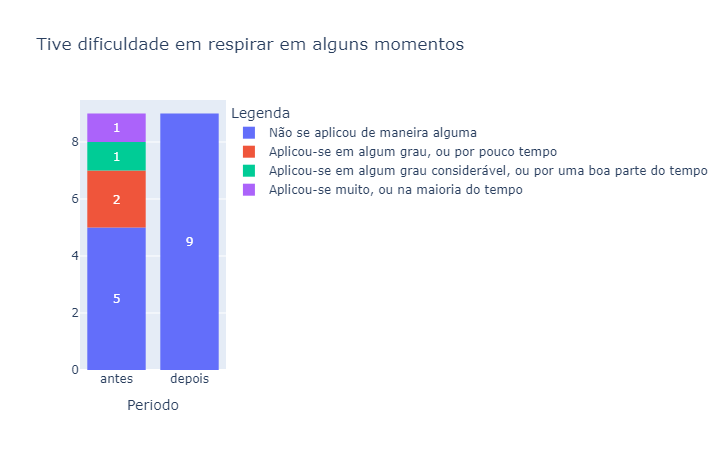 Tive dificuldade em respirar em alguns momentos
Legenda
Não se aplicou de maneira alguma
Aplicou-se em algum grau, ou por pouco tempo
Aplicou-se em algum grau considerável, ou por uma boa parte do tempo
Aplicou-se muito, ou na maioria do tempo
8
6
4
2
0
1
1
2
5
9
antes
depois
Periodo